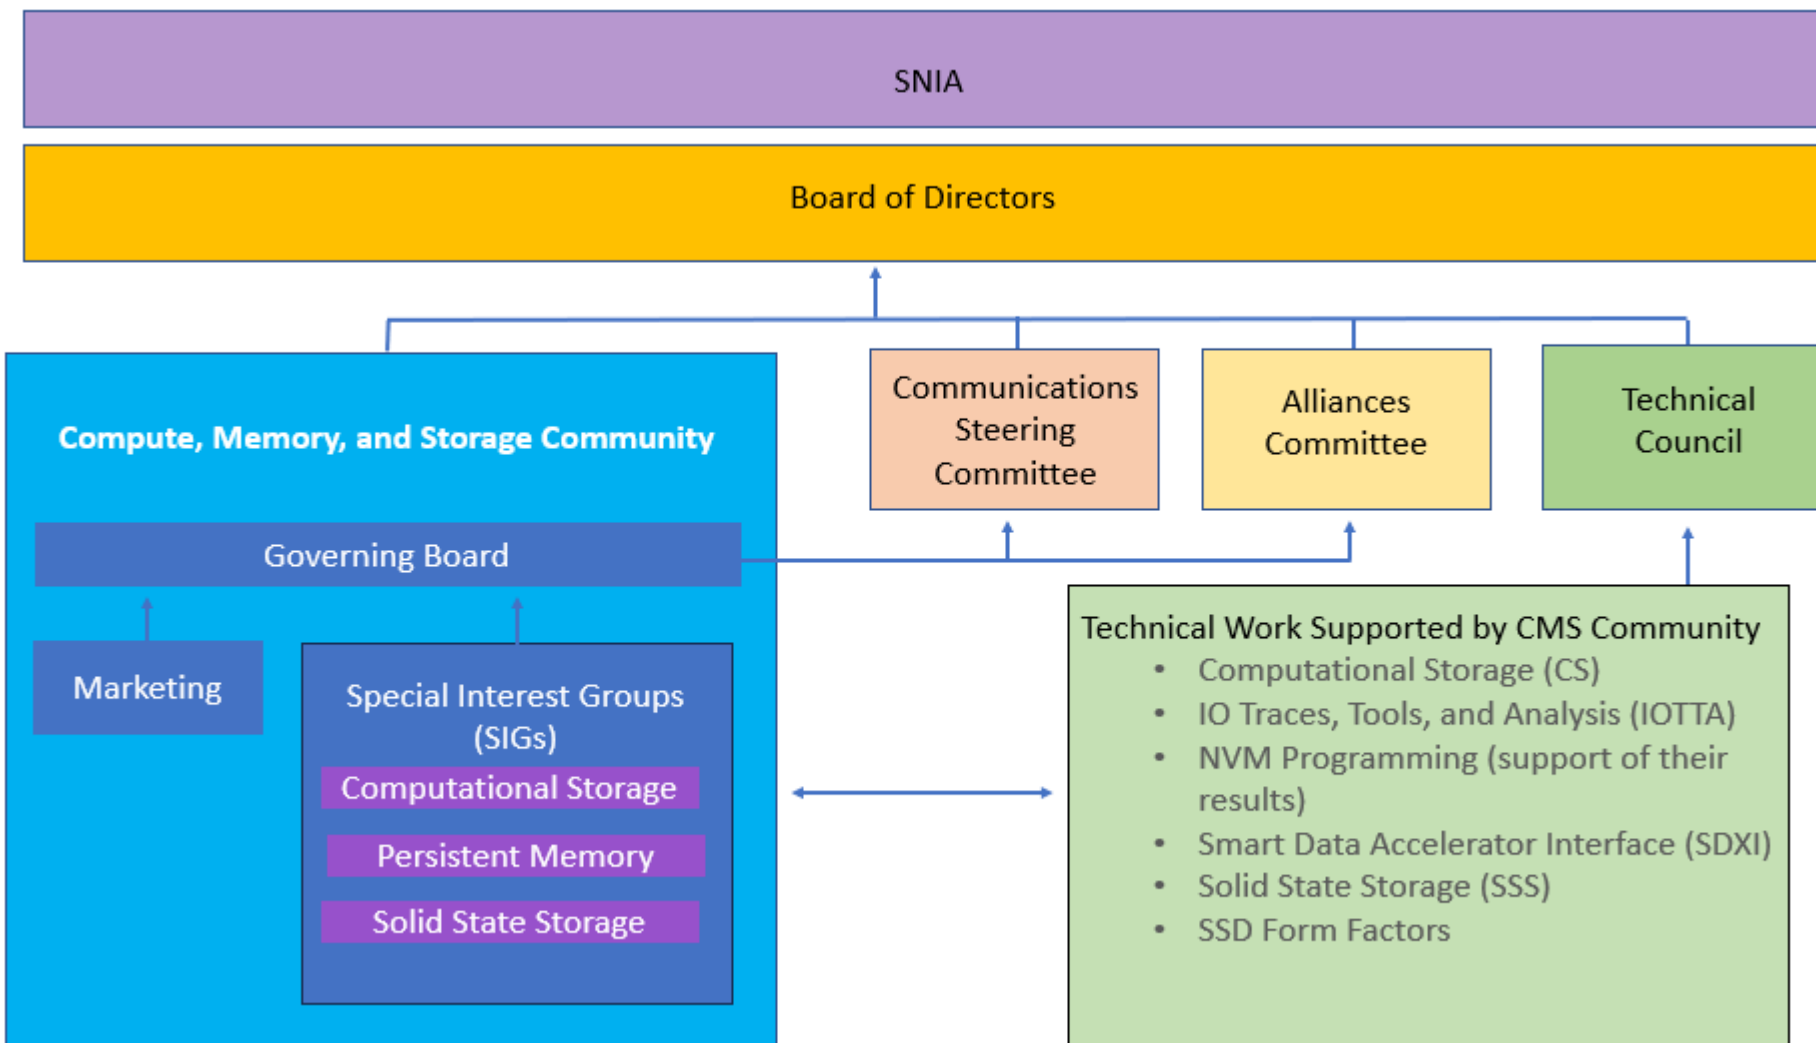 SNIA
Board of Directors
Compute, Memory, and Storage Community
Governing Board
Marketing
Special Interest Groups
(SIGs)
Computational Storage
Persistent Memory
Solid State Storage
Communications
Steering
Committee
Alliances
Committee
Technical
Council
Technical Work Supported by CMS Community
• Computational Storage (CS)
• IO Traces, Tools, and Analysis (IOTTA)
• NVM Programming (support of their
results)
• Smart Data Accelerator Interface (SDXI)
• Solid State Storage (SSS)
• SSD Form Factors